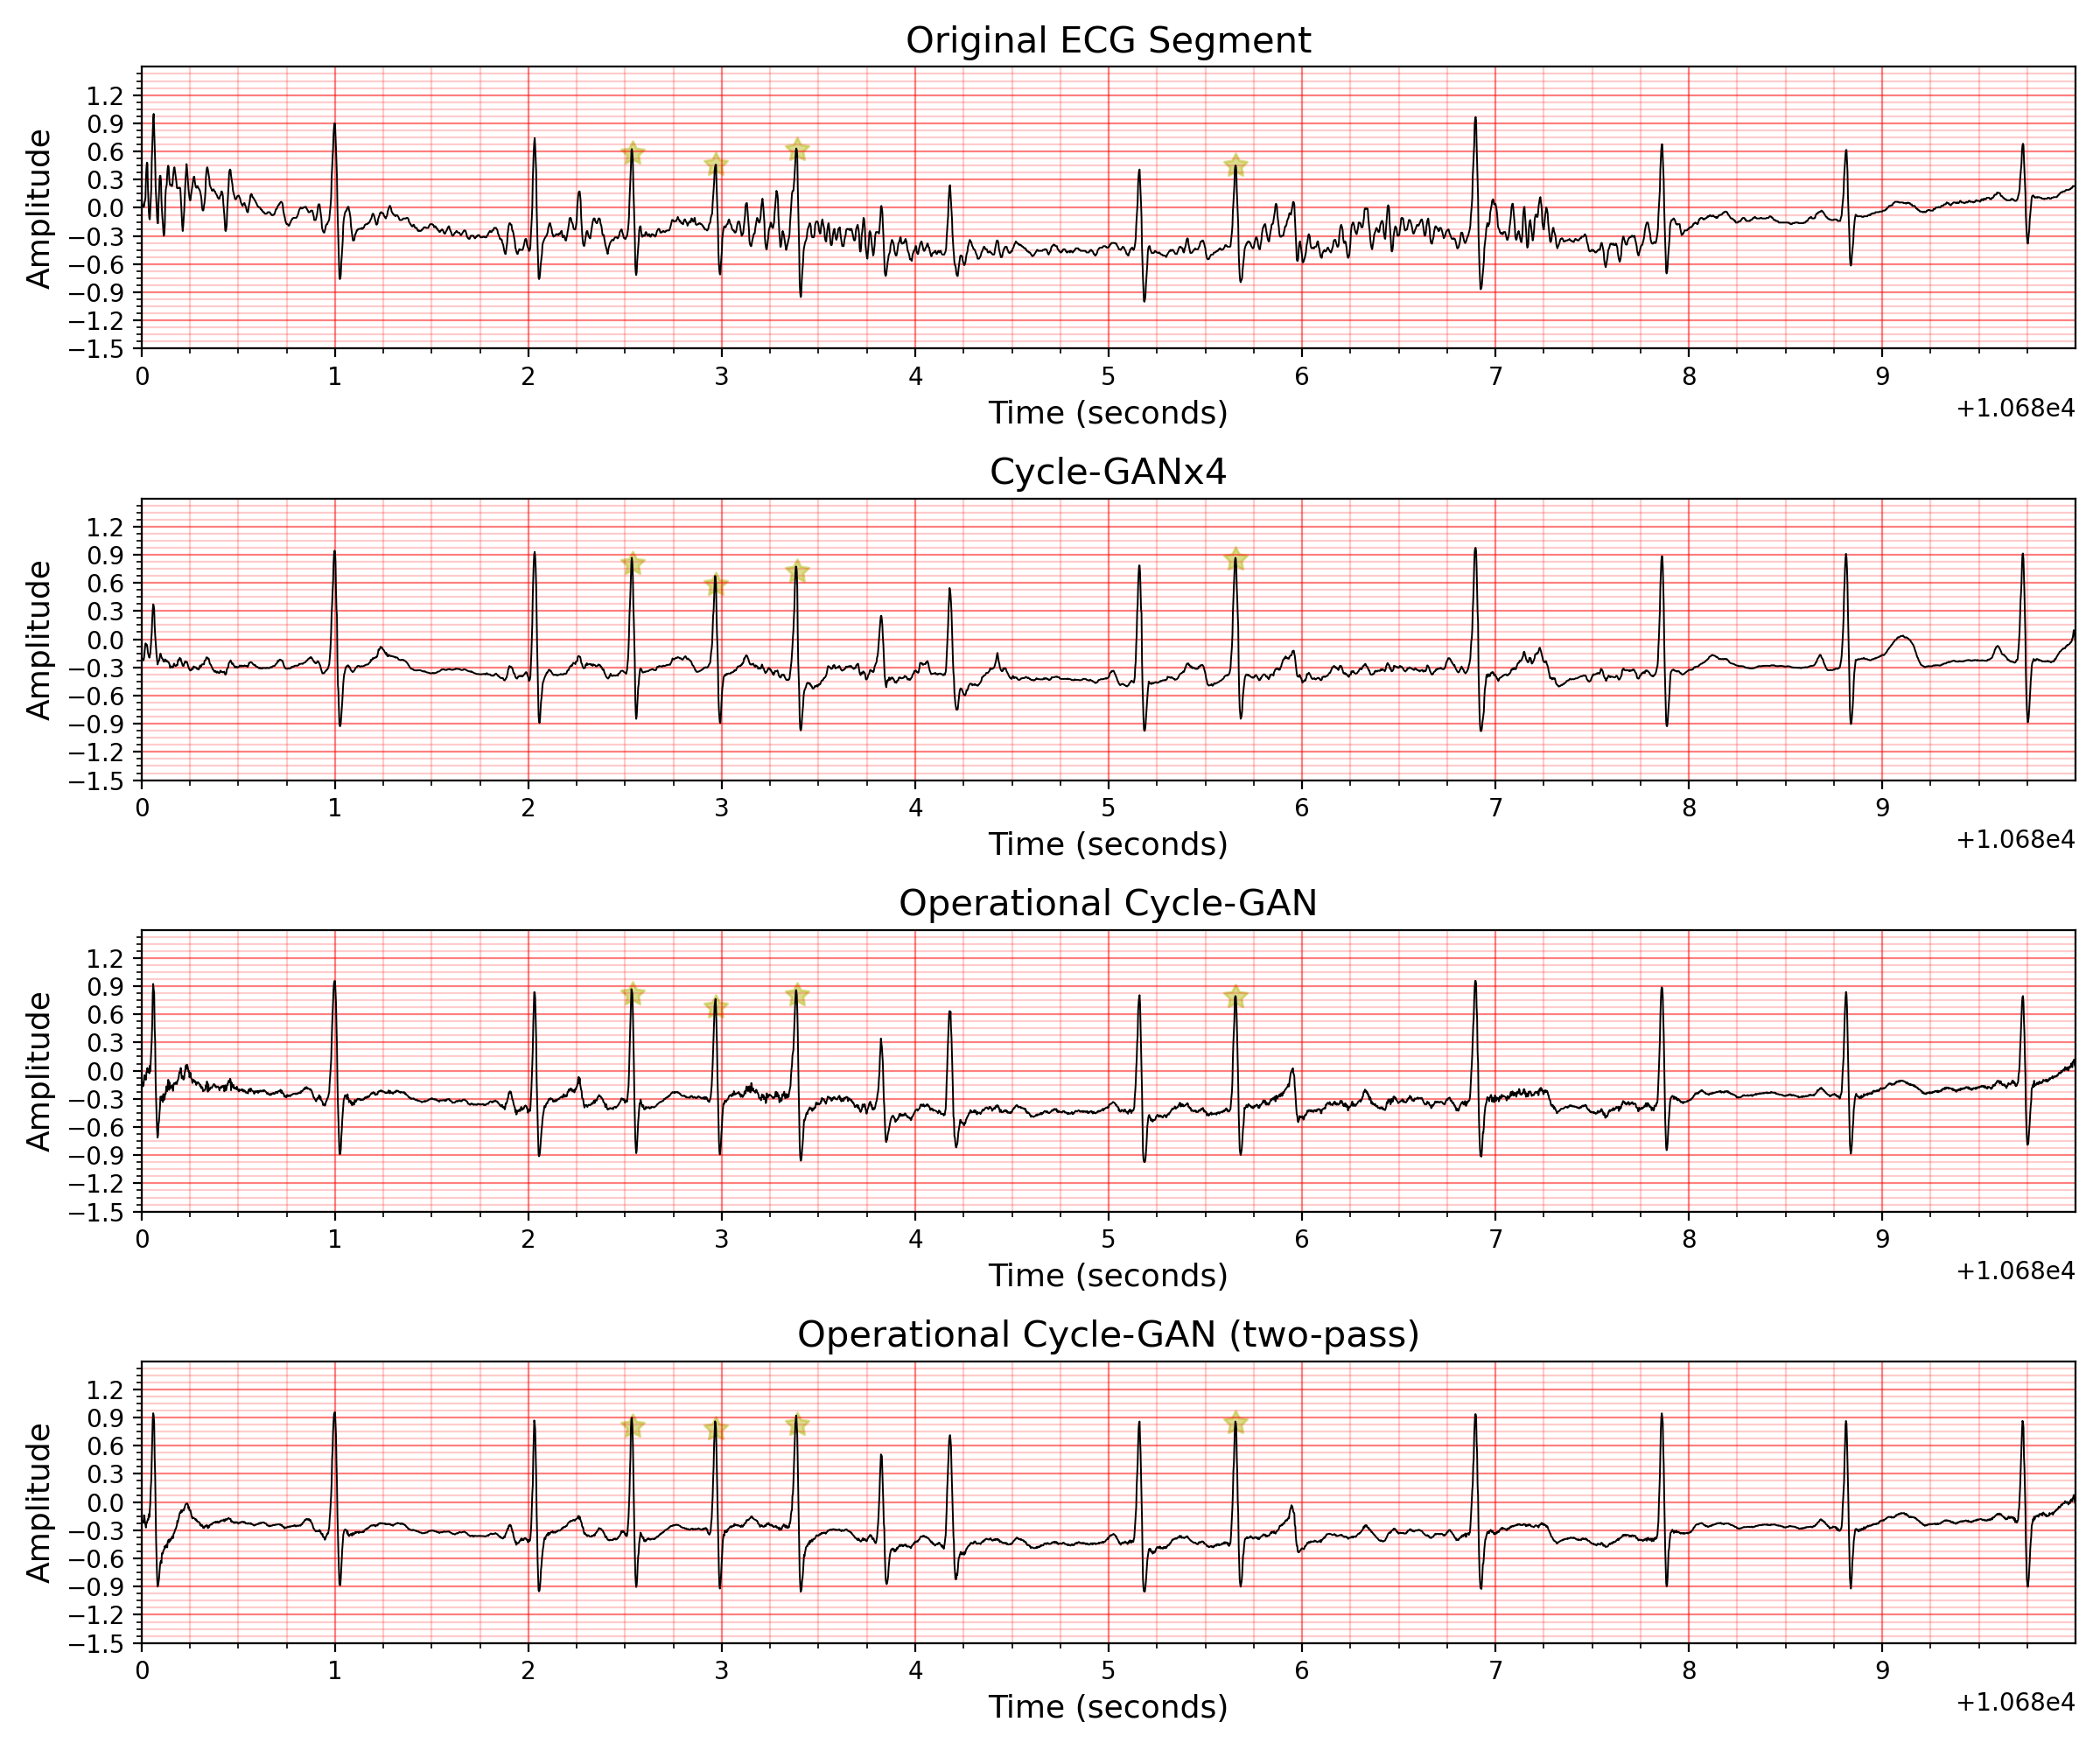 Original ECG Segment
Amplitude
1.2
0.9
0.6
0.3
0.0
−0.3
−0.6
−0.9
−1.2
−1.5
0 1 2 3 4 5 6 7 8 9
Time (seconds)
+1.068e4
Cycle-GANx4
Amplitude
1.2
0.9
0.6
0.3
0.0
−0.3
−0.6
−0.9
−1.2
−1.5
0 1 2 3 4 5 6 7 8 9
Time (seconds)
+1.068e4
Operational Cycle-GAN
Amplitude
1.2
0.9
0.6
0.3
0.0
−0.3
−0.6
−0.9
−1.2
−1.5
0 1 2 3 4 5 6 7 8 9
Time (seconds)
+1.068e4
Operational Cycle-GAN (two-pass)
Amplitude
1.2
0.9
0.6
0.3
0.0
−0.3
−0.6
−0.9
−1.2
−1.5
0 1 2 3 4 5 6 7 8 9
Time (seconds)
+1.068e4